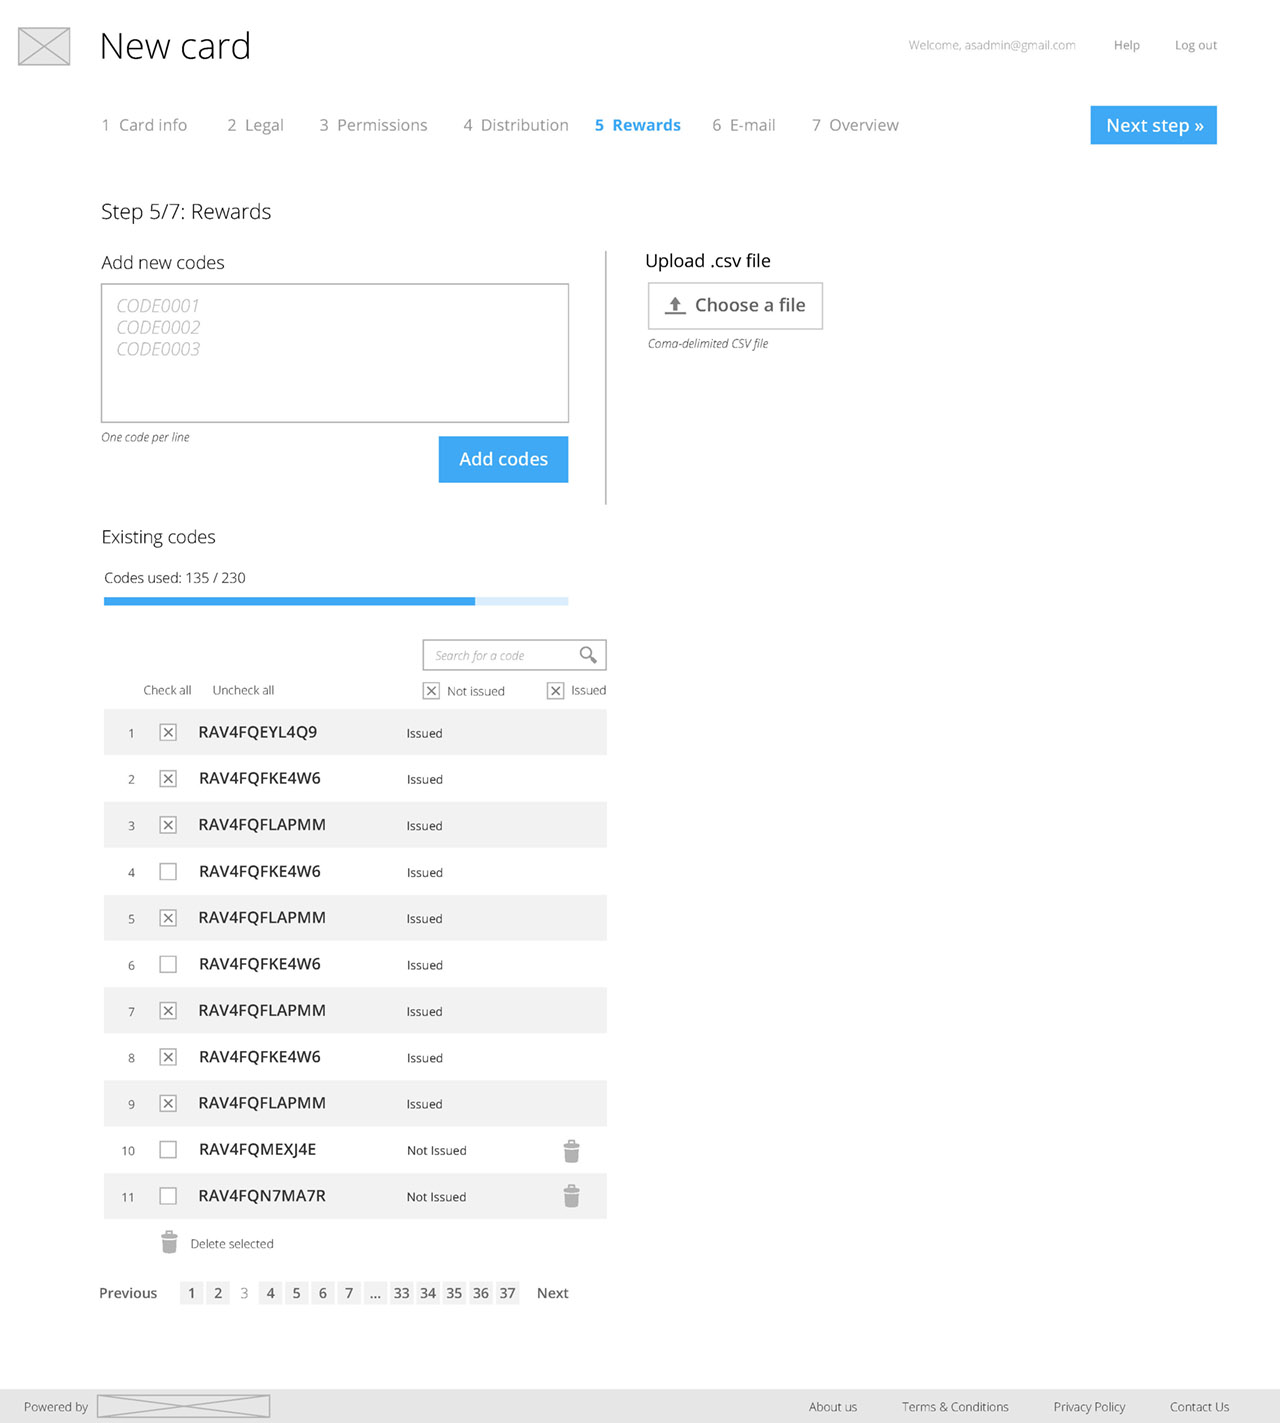 New card
Welcome, asadmin@gmail.com Help Log out
1 Card info 2 Legal 3 Permissions 4 Distribution 5 Rewards 6 E-mail 7 Overview Next step »
Step 5/7: Rewards
Add new codes
CODE0001
CODE0002
CODE0003
One code per line
Add codes
Upload .csv file
Choose a file
Coma-delimited CSV file
Existing codes
Codes used: 135 / 230
Search for a code
Check all Uncheck all Not issued Issued
1 RAV4FQEYL4Q9 Issued
2 RAV4FQFKE4W6 Issued
3 RAV4FQFLAPMM Issued
4 RAV4FQFKE4W6 Issued
5 RAV4FQFLAPMM Issued
6 RAV4FQFKE4W6 Issued
7 RAV4FQFLAPMM Issued
8 RAV4FQFKE4W6 Issued
9 RAV4FQFLAPMM Issued
10 RAV4FQMEXJ4E Not Issued
11 RAV4FQN7MA7R Not Issued
Delete selected
Previous 1 2 3 4 5 6 7 ... 33 34 35 36 37 Next
Powered by About us Terms & Conditions Privacy Policy Contact Us